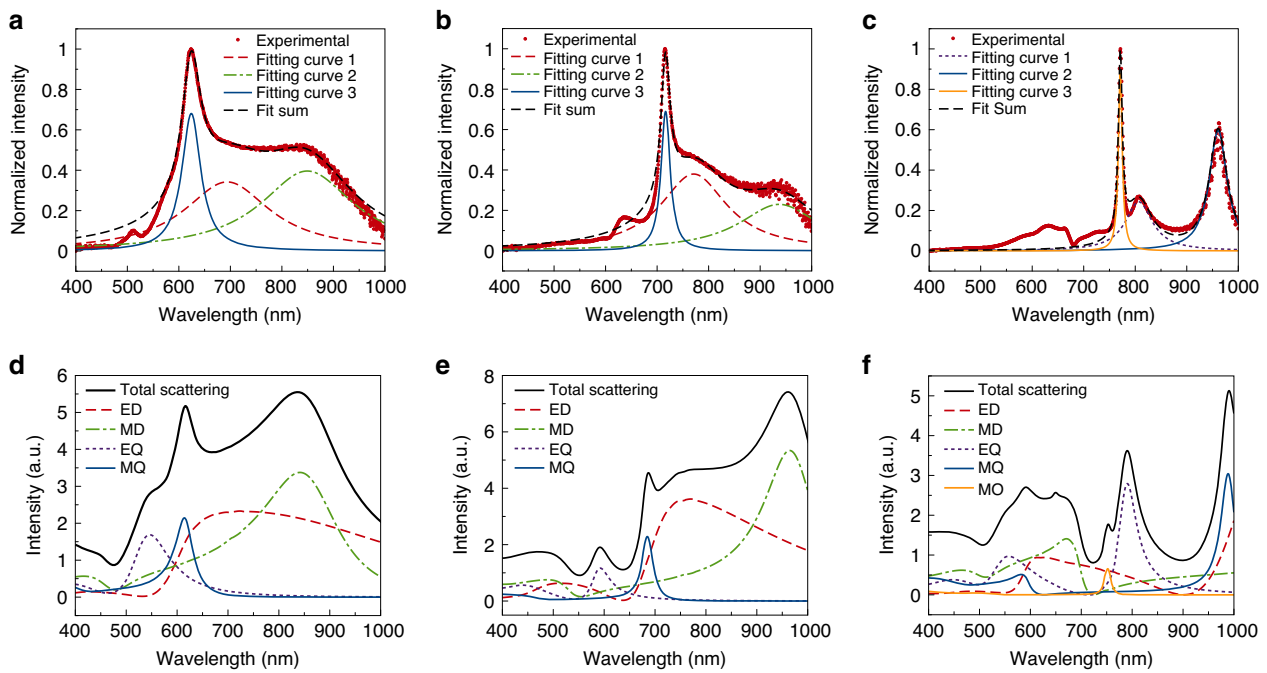 a
Normalized intensity
1
0.8
0.6
0.4
0.2
0
Experimental
Fitting curve 1
Fitting curve 2
Fitting curve 3
Fit sum
400 500 600 700 800 900 1000
Wavelength (nm)
b
Normalized intensity
1
0.8
0.6
0.4
0.2
0
Experimental
Fitting curve 1
Fitting curve 2
Fitting curve 3
Fit sum
400 500 600 700 800 900 1000
Wavelength (nm)
c
Normalized intensity
1
0.8
0.6
0.4
0.2
0
Experimental
Fitting curve 1
Fitting curve 2
Fitting curve 3
Fit Sum
400 500 600 700 800 900 1000
Wavelength (nm)
d
Intensity (a.u.)
6
5
4
3
2
1
0
Total scattering
ED
MD
EQ
MQ
400 500 600 700 800 900 1000
Wavelength (nm)
e
Intensity (a.u.)
8
6
4
2
0
Total scattering
ED
MD
EQ
MQ
400 500 600 700 800 900 1000
Wavelength (nm)
f
Intensity (a.u.)
5
4
3
2
1
0
Total scattering
ED
MD
EQ
MQ
MO
400 500 600 700 800 900 1000
Wavelength (nm)